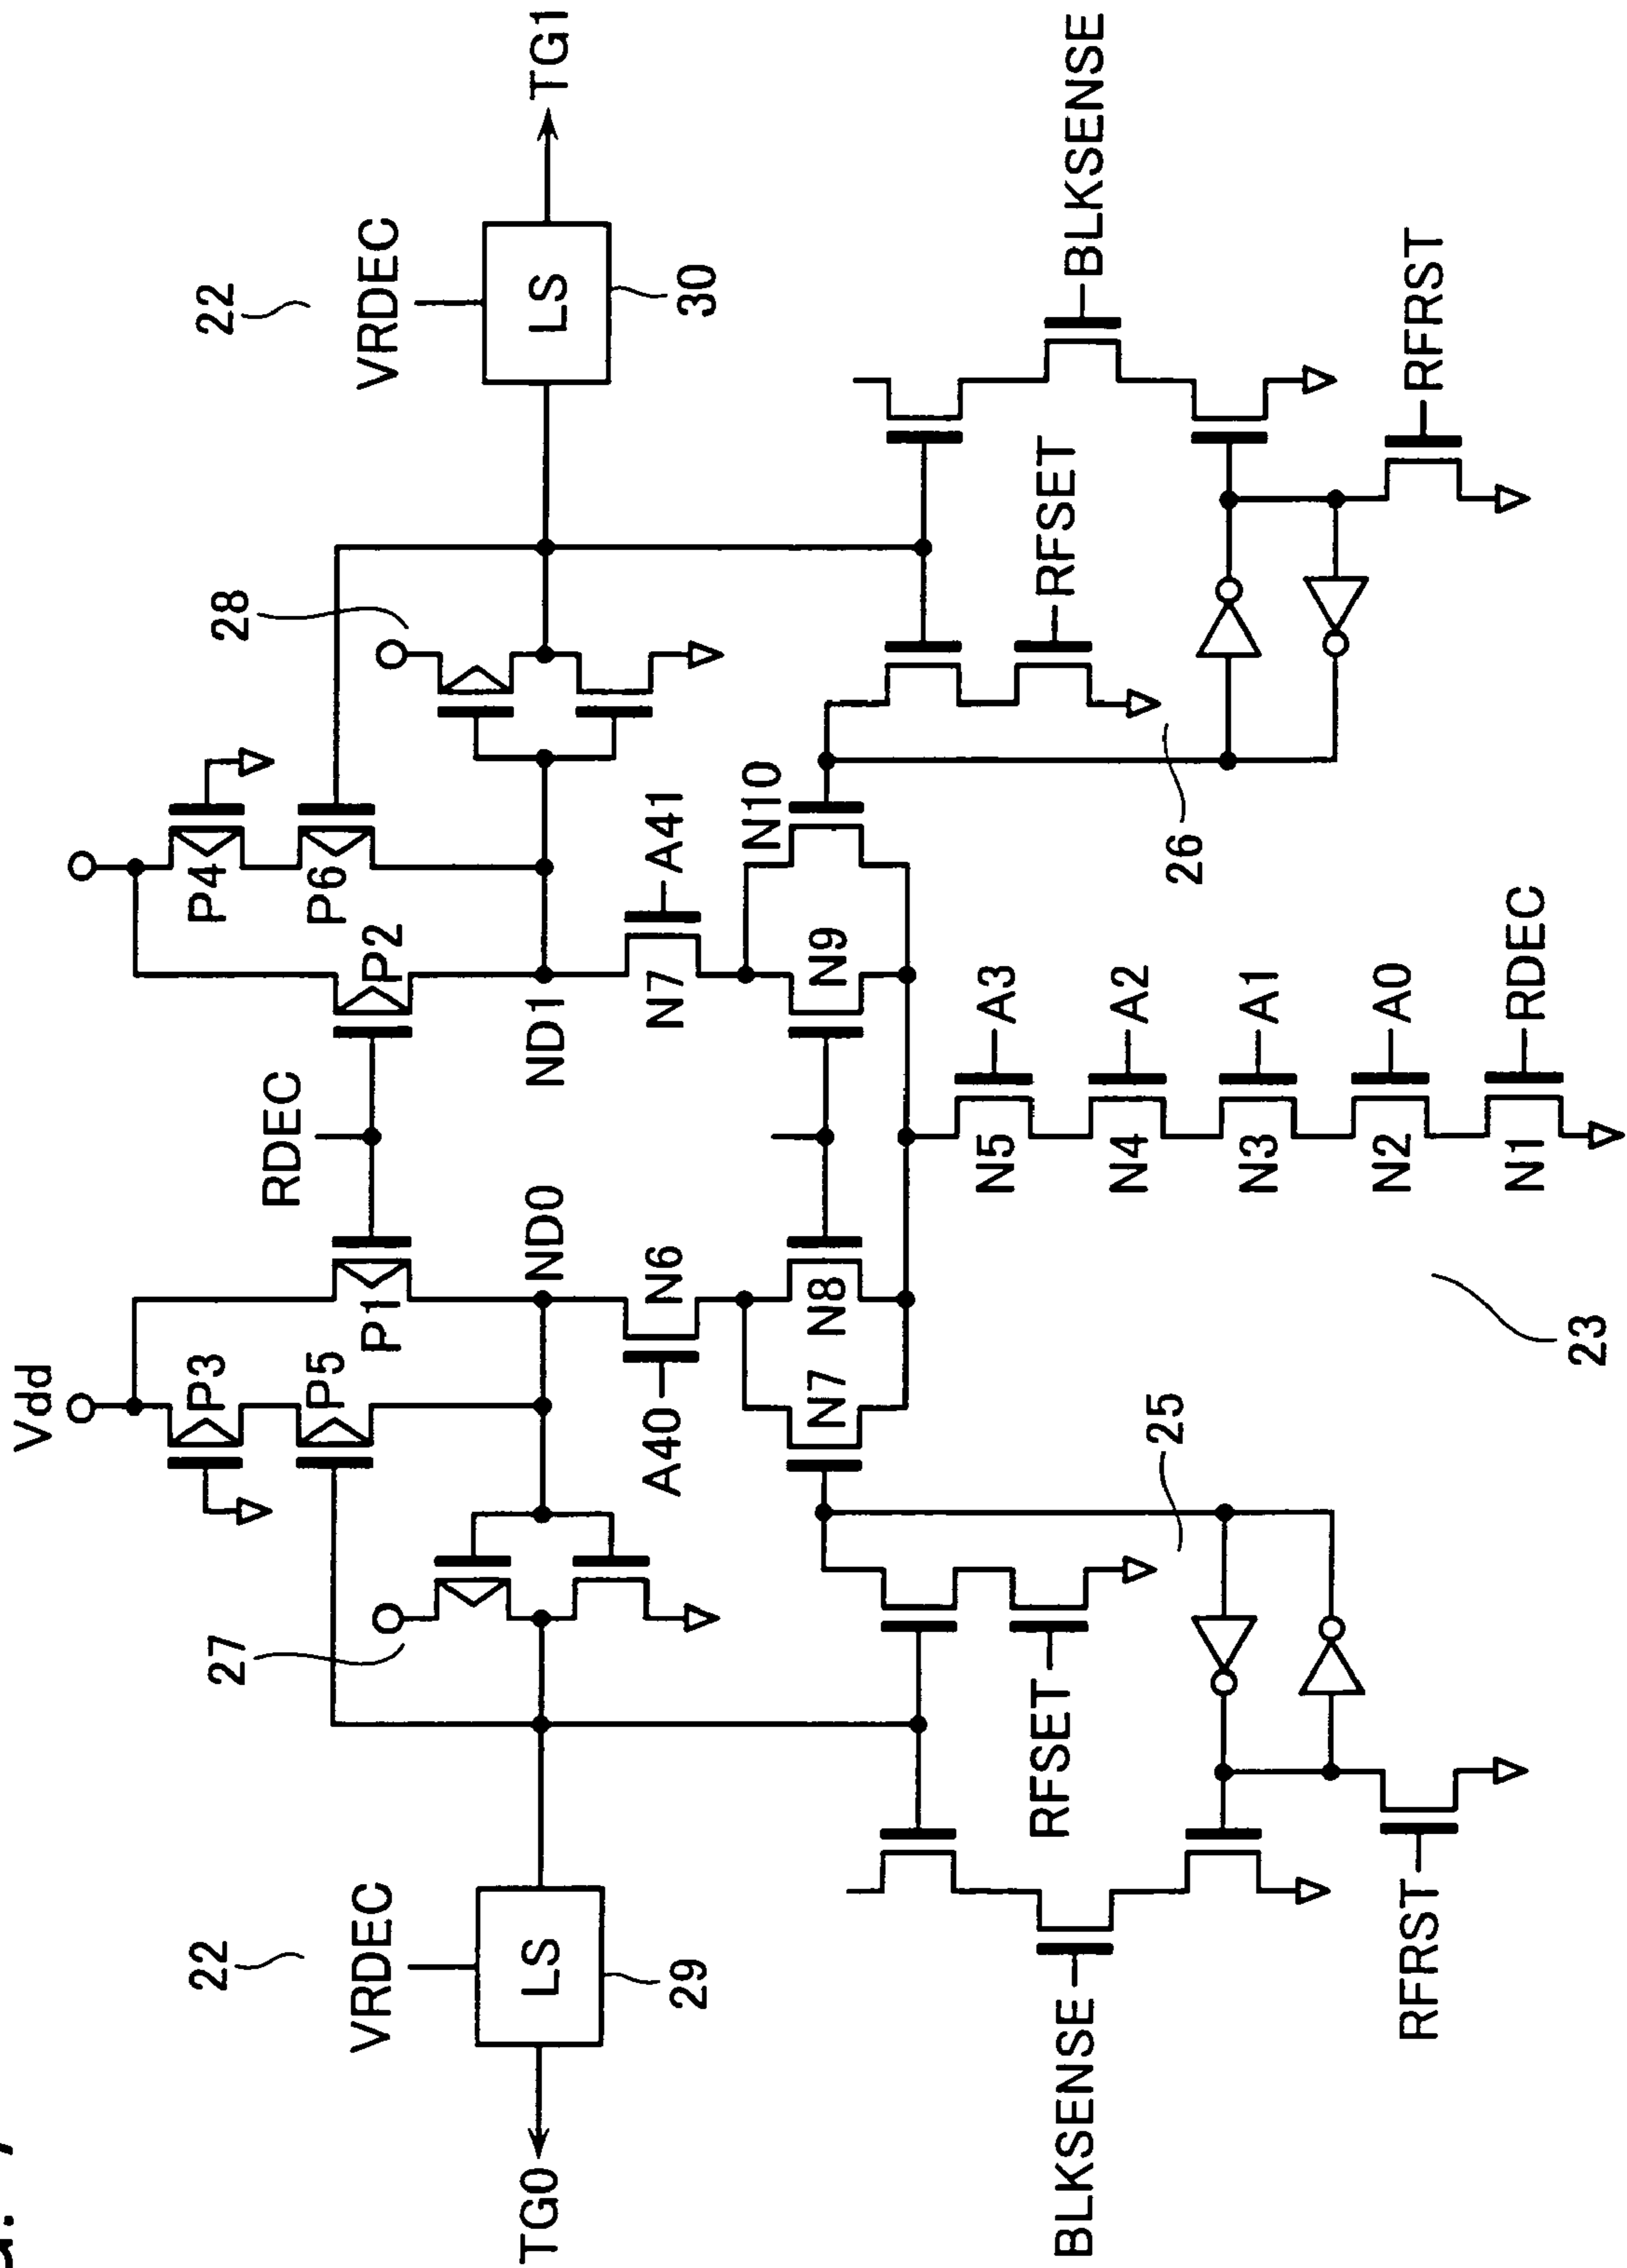 Vdd
P3
P5
P1
RDEC
P2
P4
P6
22
VRDEC
LS
29
TG0
27
ND0
ND1
28
22
VRDEC
LS
30
TG1
A40
N6
N7
A41
N7
N8
N9
N10
25
26
RFSET
RFSET
BLKSENSE
BLKSENSE
RFRST
RFRST
N5
A3
N4
A2
N3
A1
N2
A0
N1
RDEC
23